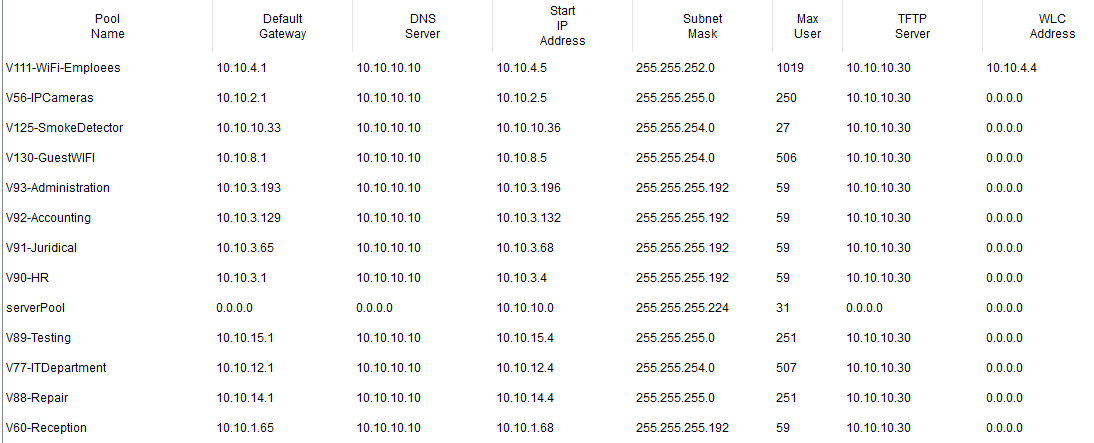 Pool Name Default Gateway DNS Server Start IP Address Subnet Mask Max User TFTP Server WLC Address
V111-WiFi-Emploees 10.10.4.1 10.10.10.10 10.10.4.5 255.255.252.0 1019 10.10.10.30 10.10.4.4
V56-IPCameras 10.10.2.1 10.10.10.10 10.10.2.5 255.255.255.0 250 10.10.10.30 0.0.0.0
V125-SmokeDetector 10.10.10.33 10.10.10.10 10.10.10.36 255.255.254.0 27 10.10.10.30 0.0.0.0
V130-GuestWIFI 10.10.8.1 10.10.10.10 10.10.8.5 255.255.254.0 506 10.10.10.30 0.0.0.0
V93-Administration 10.10.3.193 10.10.10.10 10.10.3.196 255.255.255.192 59 10.10.10.30 0.0.0.0
V92-Accounting 10.10.3.129 10.10.10.10 10.10.3.132 255.255.255.192 59 10.10.10.30 0.0.0.0
V91-Juridical 10.10.3.65 10.10.10.10 10.10.3.68 255.255.255.192 59 10.10.10.30 0.0.0.0
V90-HR 10.10.3.1 10.10.10.10 10.10.3.4 255.255.255.192 59 10.10.10.30 0.0.0.0
serverPool 0.0.0.0 0.0.0.0 10.10.10.0 255.255.255.224 31 0.0.0.0 0.0.0.0
V89-Testing 10.10.15.1 10.10.10.10 10.10.15.4 255.255.255.0 251 10.10.10.30 0.0.0.0
V77-ITDepartment 10.10.12.1 10.10.10.10 10.10.12.4 255.255.254.0 507 10.10.10.30 0.0.0.0
V88-Repair 10.10.14.1 10.10.10.10 10.10.14.4 255.255.255.0 251 10.10.10.30 0.0.0.0
V60-Reception 10.10.1.65 10.10.10.10 10.10.1.68 255.255.255.192 59 10.10.10.30 0.0.0.0